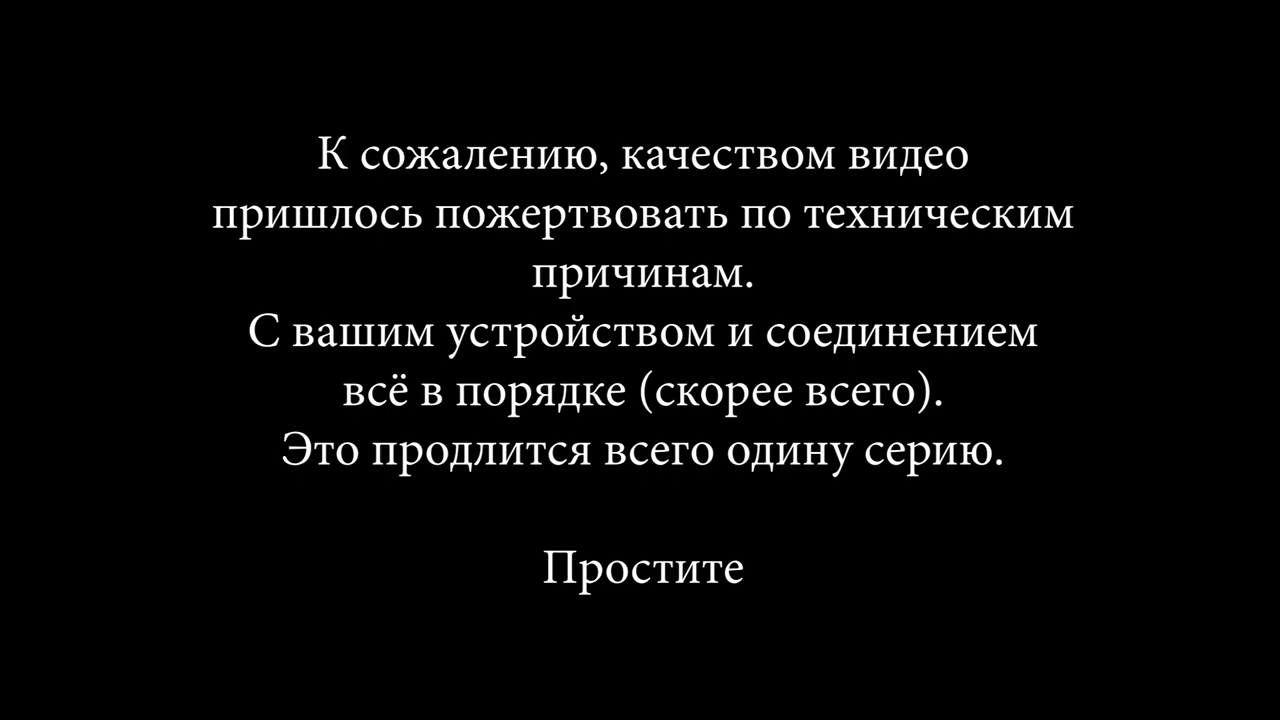 К сожалению, качеством видео
пришлось пожертвовать по техническим
причинам.
С вашим устройством и соединением
всё в порядке (скорее всего).
Это продлится всего одину серию.
Простите